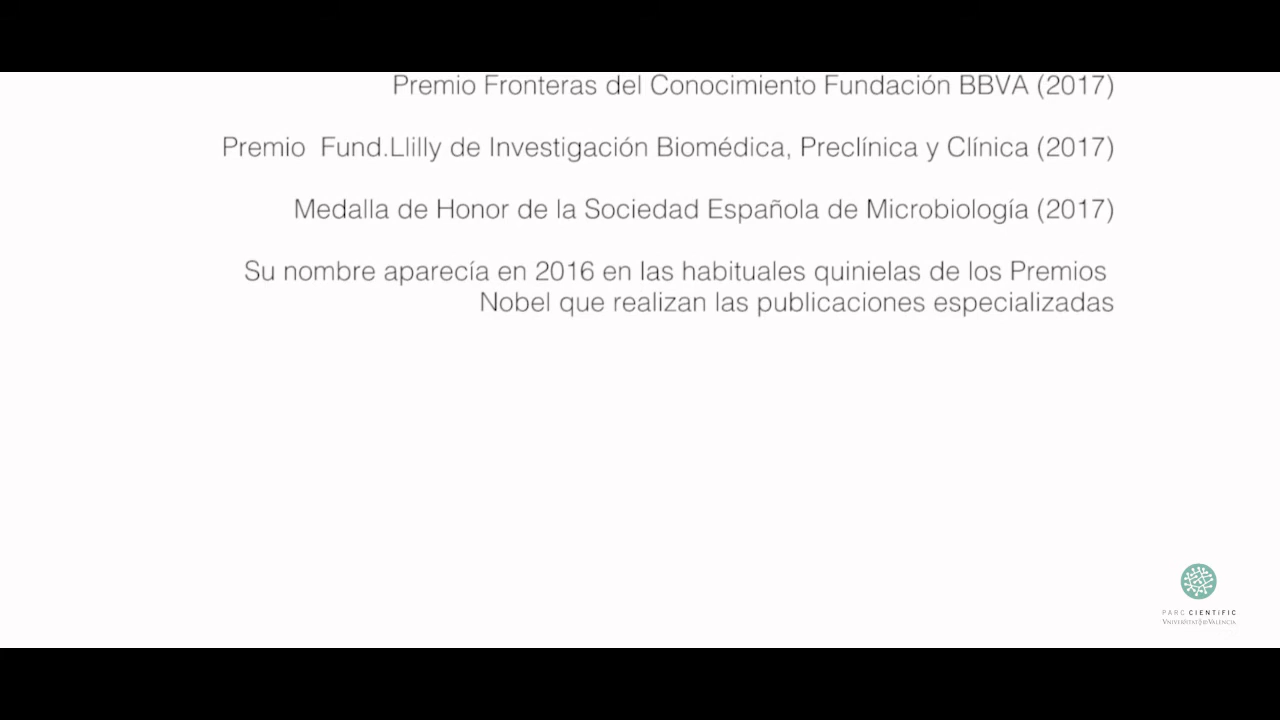 Premio Fronteras del Conocimiento Fundación BBVA (2017)
Premio  Fund.Llilly de Investigación Biomédica, Preclínica y Clínica (2017)
Medalla de Honor de la Sociedad Española de Microbiología (2017)
Su nombre aparecía en 2016 en las habituales quinielas de los Premios
Nobel que realizan las publicaciones especializadas
PARC CIENTIFIC
VNIVERSITAT D VALENCIA